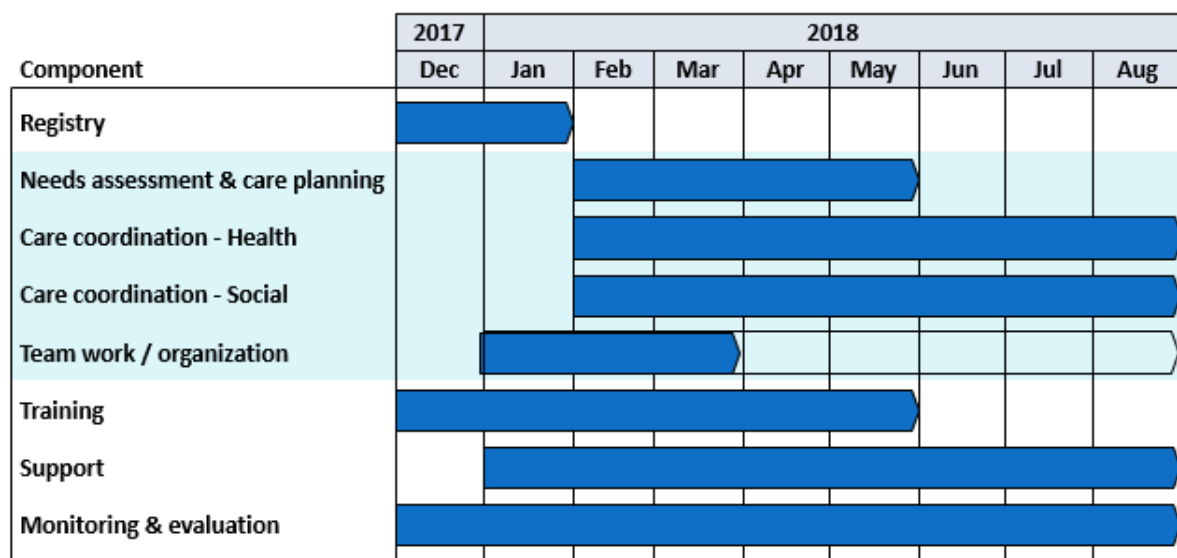 2017 2018
Component Dec Jan Feb Mar Apr May Jun Jul Aug
Registry
Needs assessment & care planning
Care coordination - Health
Care coordination - Social
Team work / organization
Training
Support
Monitoring & evaluation